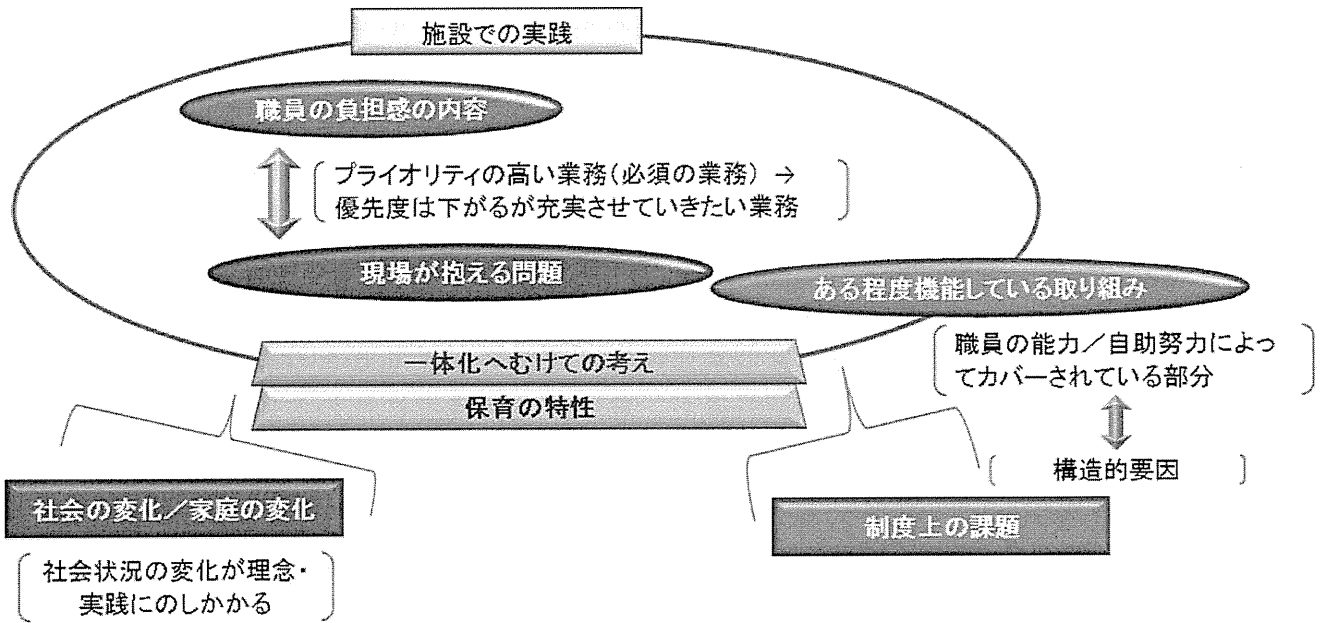 施設での実践
職員の負担感の内容
プライオリティの高い業務(必須の業務) →
優先度は下がるが充実させていきたい業務
現場が抱える問題
ある程度機能している取り組み
職員の能力/自助努力によっ
てカバーされている部分
構造的要因
一体化へむけての考え
保育の特性
社会の変化/家庭の変化
社会状況の変化が理念・
実践にのしかかる
制度上の課題